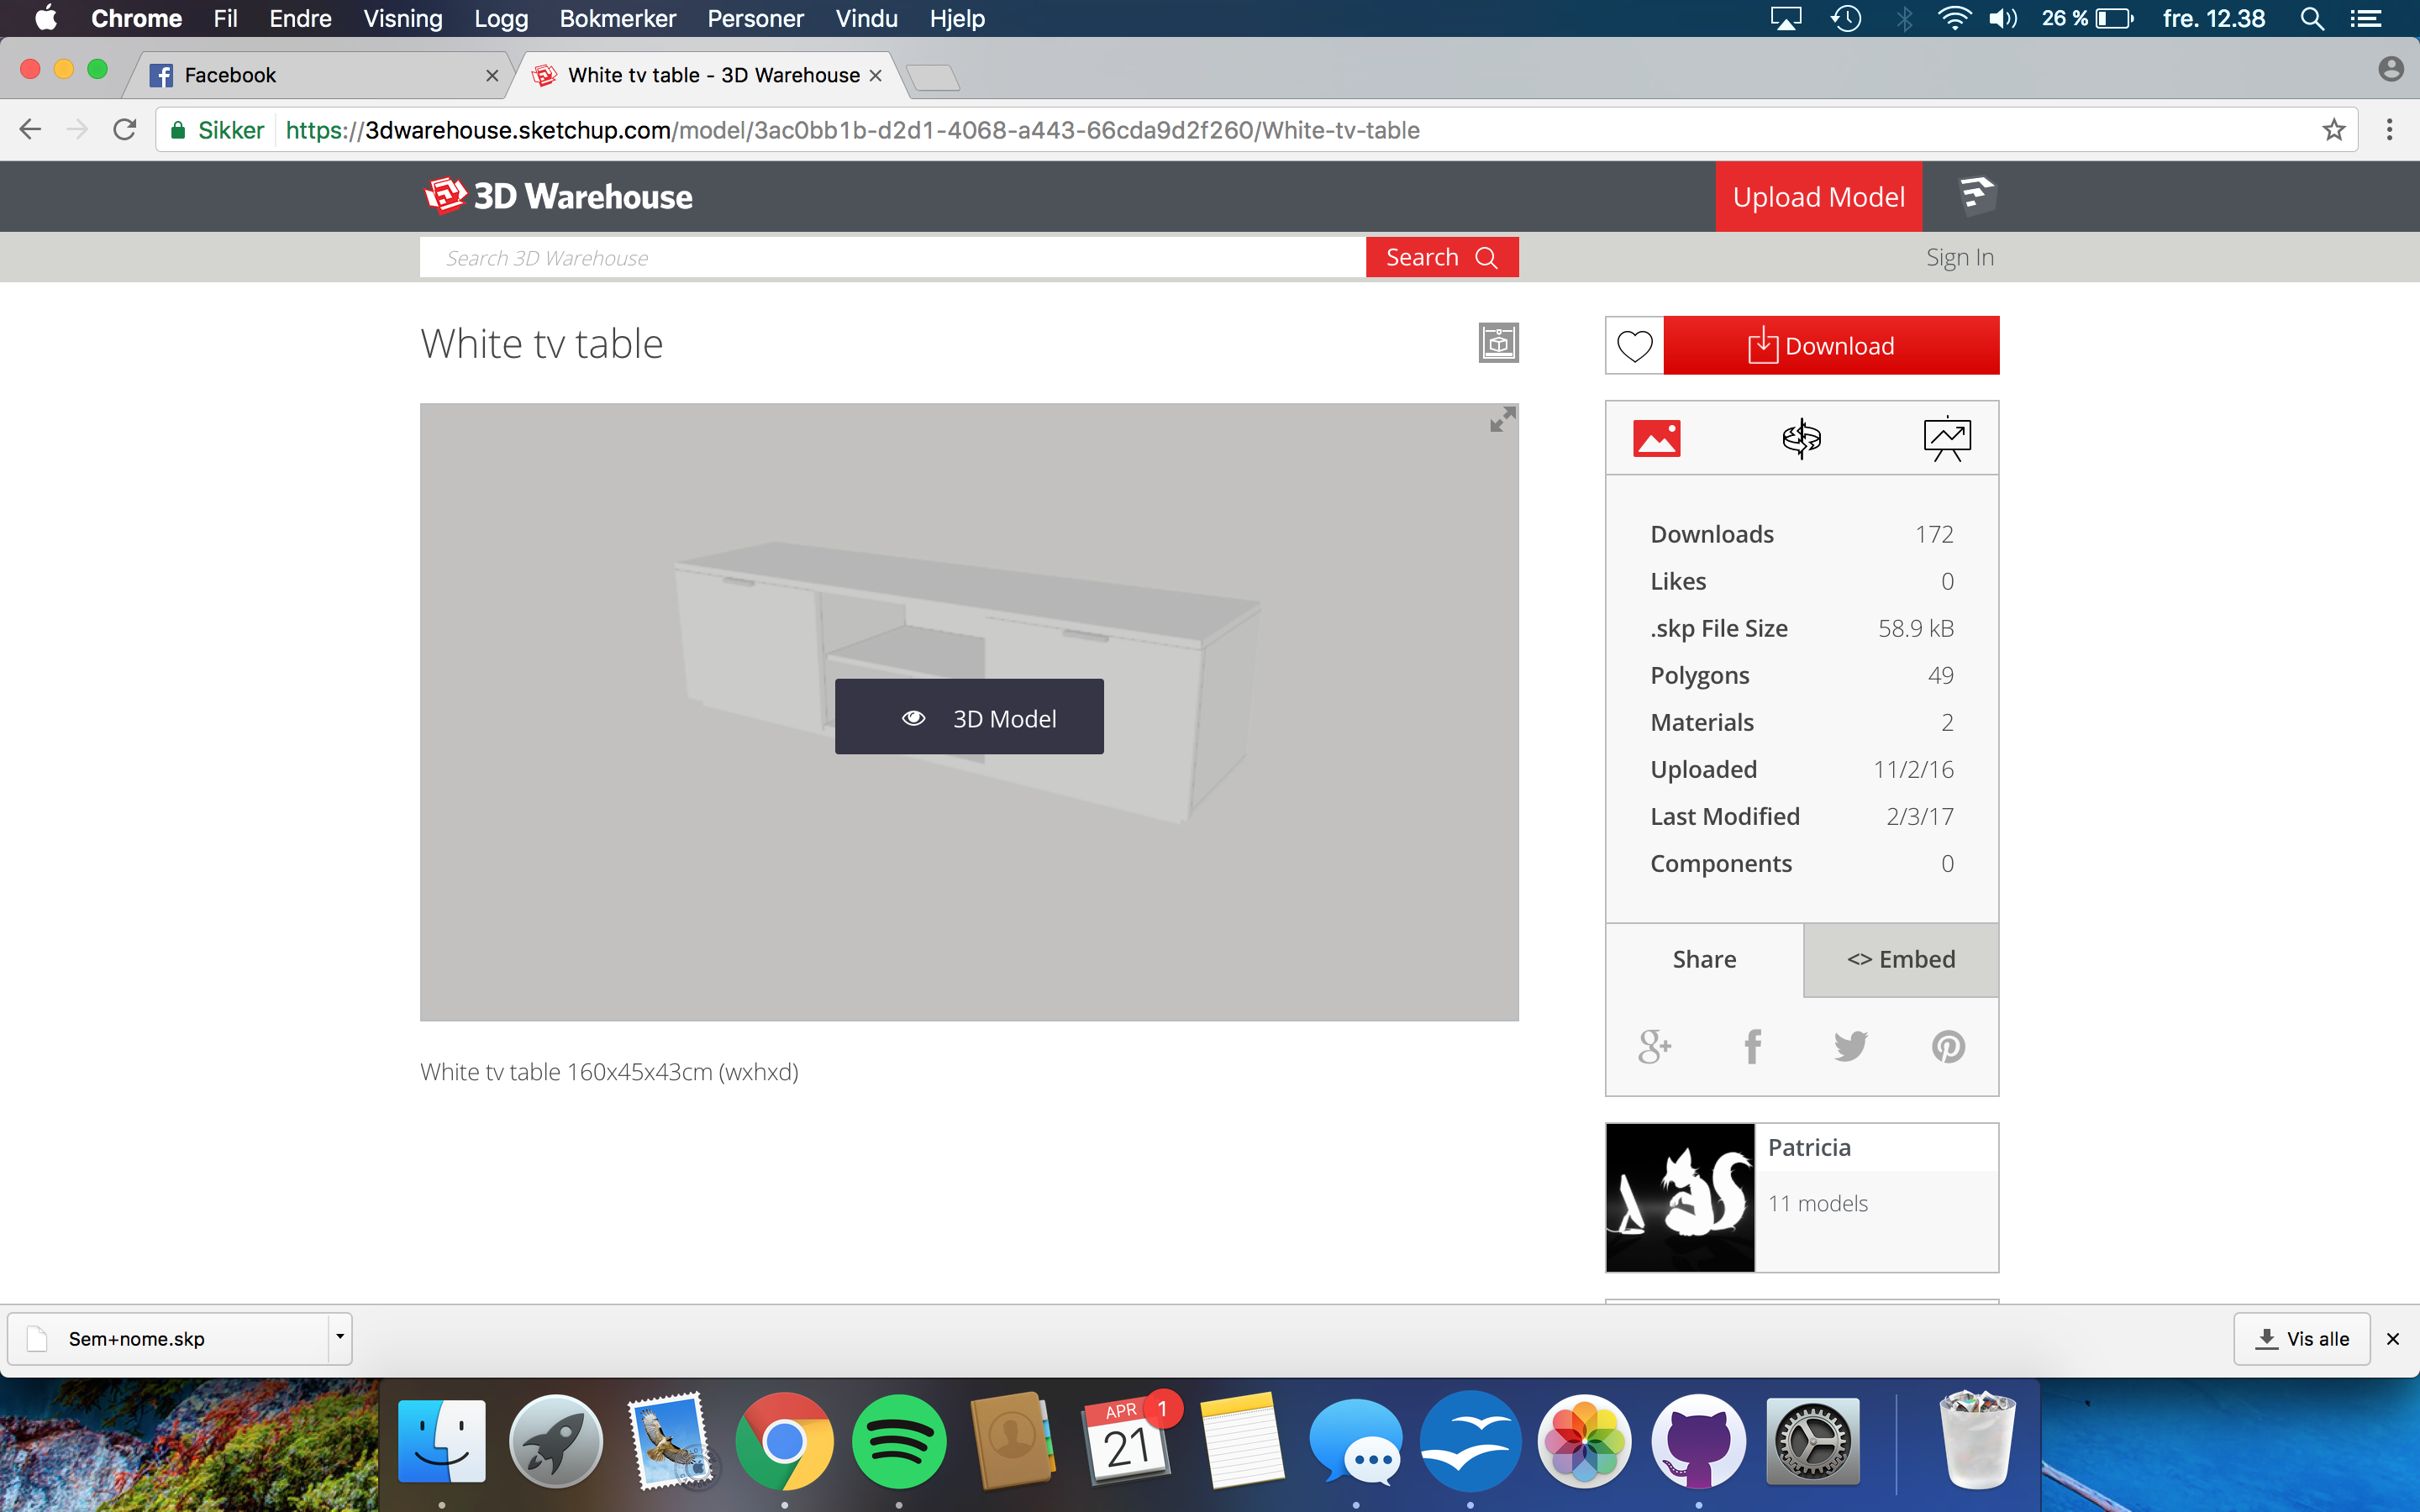 Chrome Fil Endre Visning Logg Bokmerker Personer Vindu Hjelp 26 % fre. 12.38
Facebook White tv table - 3D Warehouse
Sikker https://3dwarehouse.sketchup.com/model/3ac0bb1b-d2d1-4068-a443-66cda9d2f260/White-tv-table
3D Warehouse Upload Model
Search 3D Warehouse Search Sign In
White tv table
Download
3D Model
Downloads 172
Likes 0
.skp File Size 58.9 kB
Polygons 49
Materials 2
Uploaded 11/2/16
Last Modified 2/3/17
Components 0
Share <> Embed
g+
White tv table 160x45x43cm (wxhxd)
Patricia
11 models
Sem+nome.skp Vis alle
APR 1
21